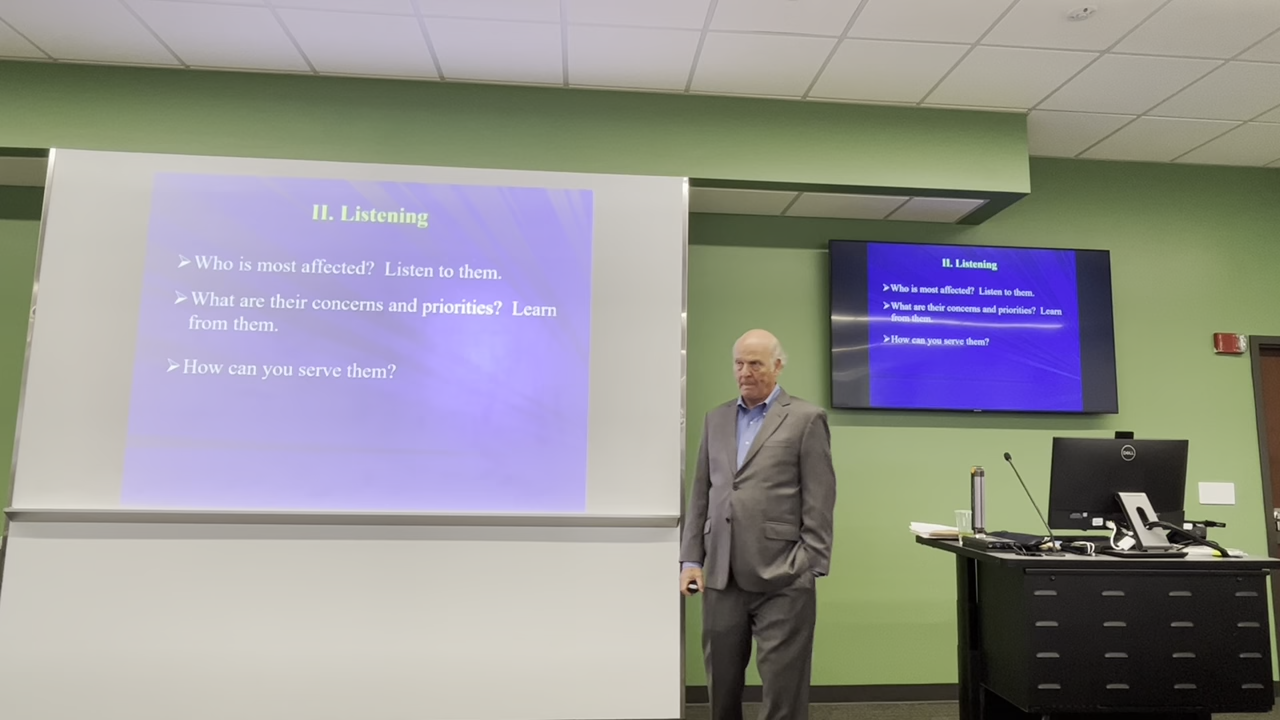 II. Listening
➢Who is most affected?  Listen to them.
➢What are their concerns and priorities?  Learn
from them.
➢How can you serve them?
II. Listening
➢Who is most affected?  Listen to them.
➢What are their concerns and priorities?  Learn
from them.
➢How can you serve them?
DELL